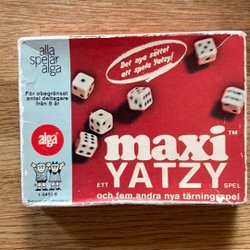 alla
spelar
alga
För obegränsat
antal deltagare
från 8 år
alga
Det nya sättet
att spela Yatzy!
maxi™
YATZY
ETT SPEL
och fem andra nya tärningsspel